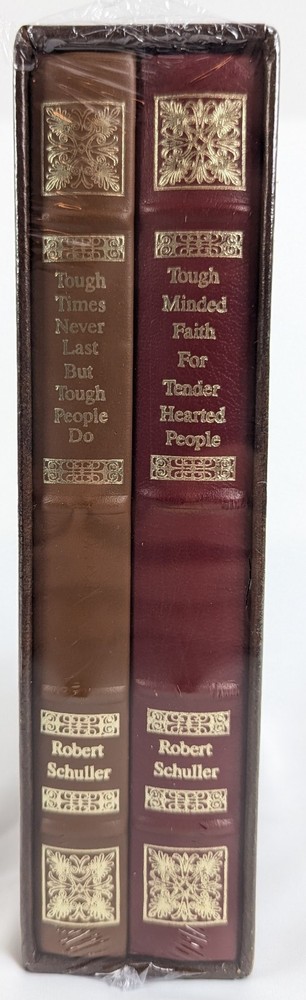 Tough
Times
Never
Last
But
Tough
People
Do
Robert
Schuller
Tough
Minded
Faith
For
Tender
Hearted
People
Robert
Schuller